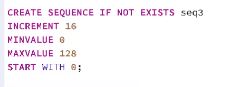 CREATE SEQUENCE IF NOT EXISTS seq3
INCREMENT 16
MINVALUE 0
MAXVALUE 128
START WITH 0;